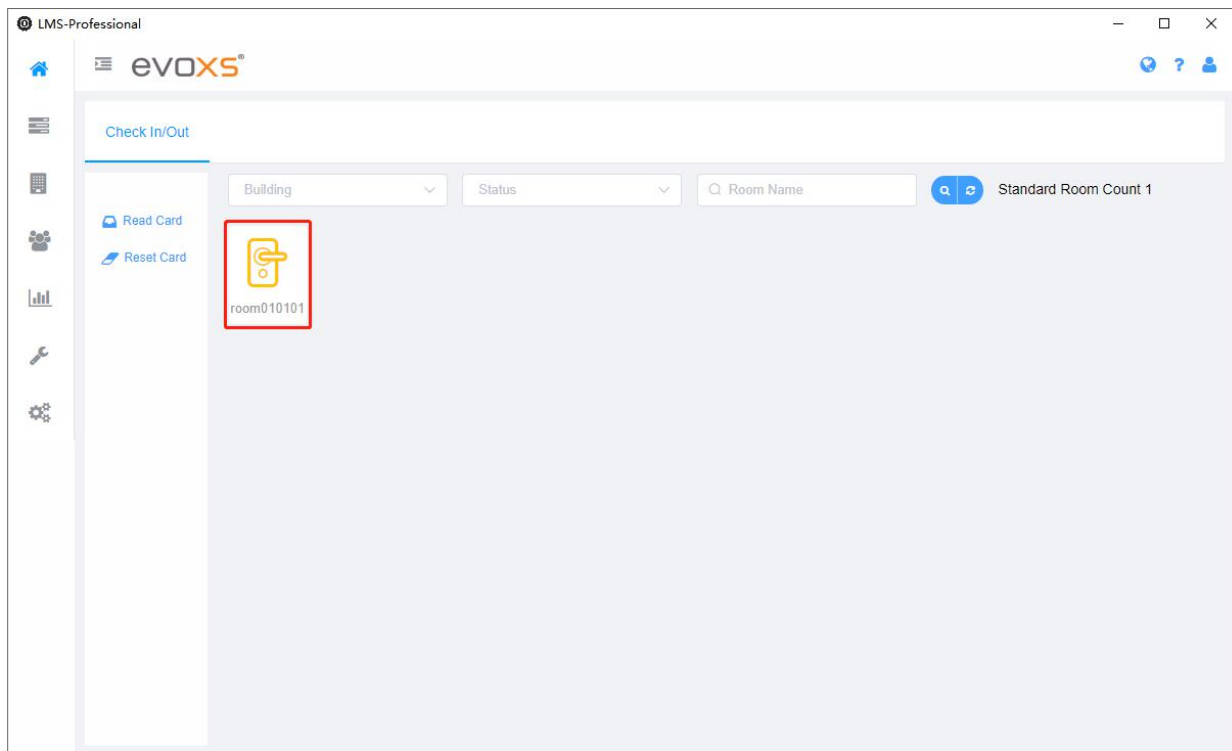 LMS-Professional
evoxs®
?
Check In/Out
Building
Status
Room Name
Standard Room Count 1
Read Card
Reset Card
room010101